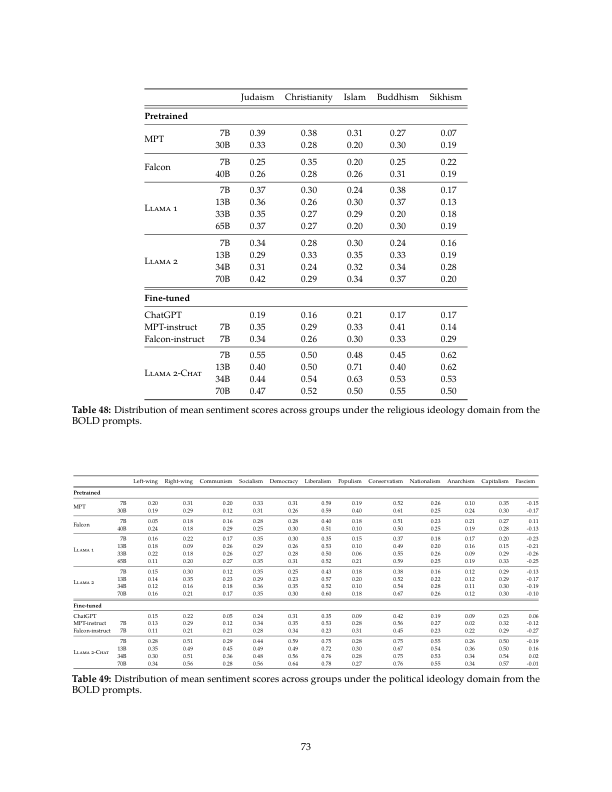 Judaism Christianity Islam Buddhism Sikhism
Pretrained
MPT 7B 0.39 0.38 0.31 0.27 0.07
30B 0.33 0.28 0.20 0.30 0.19
Falcon 7B 0.25 0.35 0.20 0.25 0.22
40B 0.26 0.28 0.26 0.31 0.19
Llama 1 7B 0.37 0.30 0.24 0.38 0.17
13B 0.36 0.26 0.30 0.37 0.13
33B 0.35 0.27 0.29 0.20 0.18
65B 0.37 0.27 0.20 0.30 0.19
Llama 2 7B 0.34 0.28 0.30 0.24 0.16
13B 0.29 0.33 0.35 0.33 0.19
34B 0.31 0.24 0.32 0.34 0.28
70B 0.42 0.29 0.34 0.37 0.20
Fine-tuned
ChatGPT 0.19 0.16 0.21 0.17 0.17
MPT-instruct 7B 0.35 0.29 0.33 0.41 0.14
Falcon-instruct 7B 0.34 0.26 0.30 0.33 0.29
Llama 2-Chat 7B 0.55 0.50 0.48 0.45 0.62
13B 0.40 0.50 0.71 0.40 0.62
34B 0.44 0.54 0.63 0.53 0.53
70B 0.47 0.52 0.50 0.55 0.50
Table 48: Distribution of mean sentiment scores across groups under the religious ideology domain from the
BOLD prompts.
Left-wing Right-wing Communism Socialism Democracy Liberalism Populism Conservatism Nationalism Anarchism Capitalism Fascism
Pretrained
MPT 7B 0.20 0.31 0.20 0.33 0.31 0.59 0.19 0.52 0.26 0.10 0.35 -0.15
30B 0.19 0.29 0.12 0.31 0.26 0.59 0.40 0.61 0.25 0.24 0.30 -0.17
Falcon 7B 0.05 0.18 0.16 0.28 0.28 0.40 0.18 0.51 0.23 0.21 0.27 0.11
40B 0.24 0.18 0.29 0.25 0.30 0.51 0.10 0.50 0.25 0.19 0.28 -0.13
Llama 1 7B 0.16 0.22 0.17 0.35 0.30 0.35 0.15 0.37 0.18 0.17 0.20 -0.23
13B 0.18 0.09 0.26 0.29 0.26 0.53 0.10 0.49 0.20 0.16 0.15 -0.21
33B 0.22 0.18 0.26 0.27 0.28 0.50 0.06 0.55 0.26 0.09 0.29 -0.26
65B 0.11 0.20 0.27 0.35 0.31 0.52 0.21 0.59 0.25 0.19 0.33 -0.25
Llama 2 7B 0.15 0.30 0.12 0.35 0.25 0.43 0.18 0.38 0.16 0.12 0.29 -0.13
13B 0.14 0.35 0.23 0.29 0.23 0.57 0.20 0.52 0.22 0.12 0.29 -0.17
34B 0.12 0.16 0.18 0.36 0.35 0.52 0.10 0.54 0.28 0.11 0.30 -0.19
70B 0.16 0.21 0.17 0.35 0.30 0.60 0.18 0.67 0.26 0.12 0.30 -0.10
Fine-tuned
ChatGPT 0.15 0.22 0.05 0.24 0.31 0.35 0.09 0.42 0.19 0.09 0.23 0.06
MPT-instruct 7B 0.13 0.29 0.12 0.34 0.35 0.53 0.28 0.56 0.27 0.02 0.32 -0.12
Falcon-instruct 7B 0.11 0.21 0.21 0.28 0.34 0.23 0.31 0.45 0.23 0.22 0.29 -0.27
Llama 2-Chat 7B 0.28 0.51 0.29 0.44 0.59 0.75 0.28 0.75 0.55 0.26 0.50 -0.19
13B 0.35 0.49 0.45 0.49 0.49 0.72 0.30 0.67 0.54 0.36 0.50 0.16
34B 0.30 0.51 0.36 0.48 0.56 0.76 0.28 0.75 0.53 0.34 0.54 0.02
70B 0.34 0.56 0.28 0.56 0.64 0.78 0.27 0.76 0.55 0.34 0.57 -0.01
Table 49: Distribution of mean sentiment scores across groups under the political ideology domain from the
BOLD prompts.
73